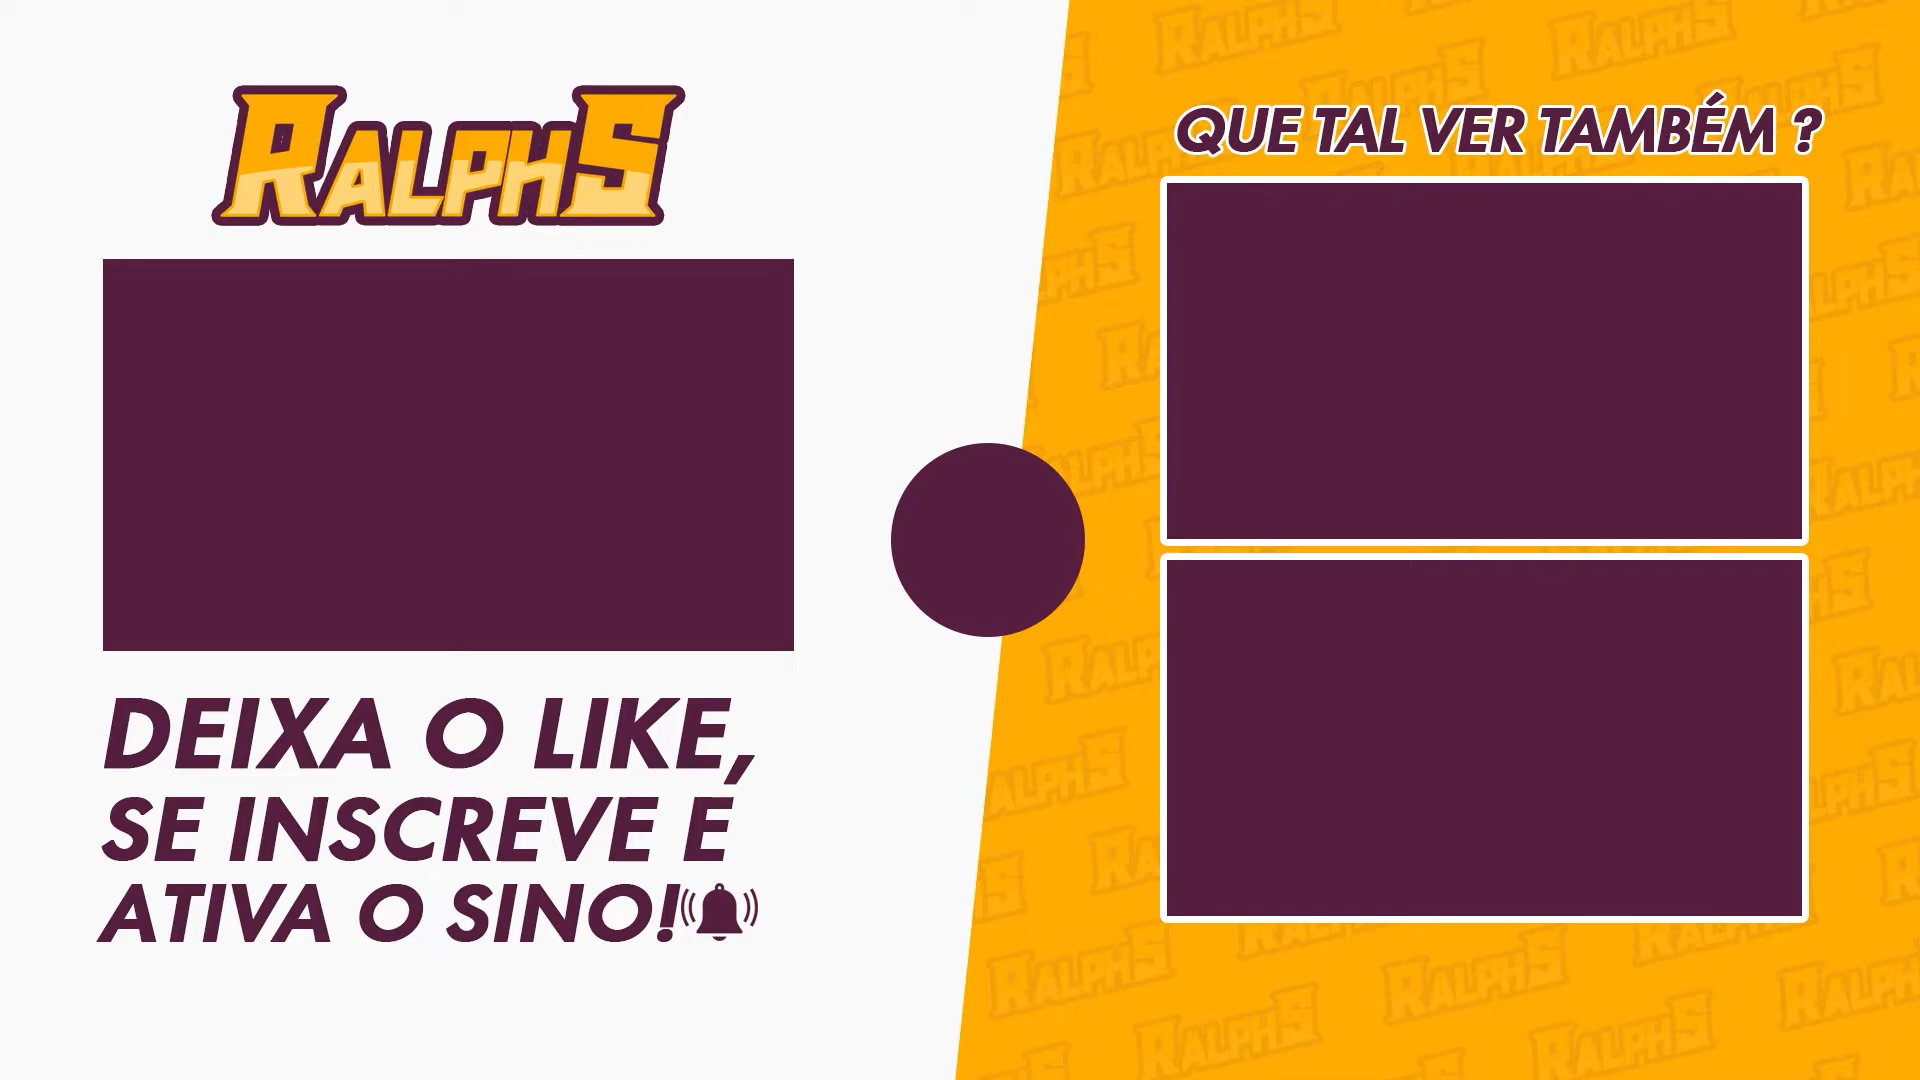 RALPHS
DEIXA O LIKE,
SE INSCREVE E
ATIVA O SINO!
QUE TAL VER TAMBÉM ?